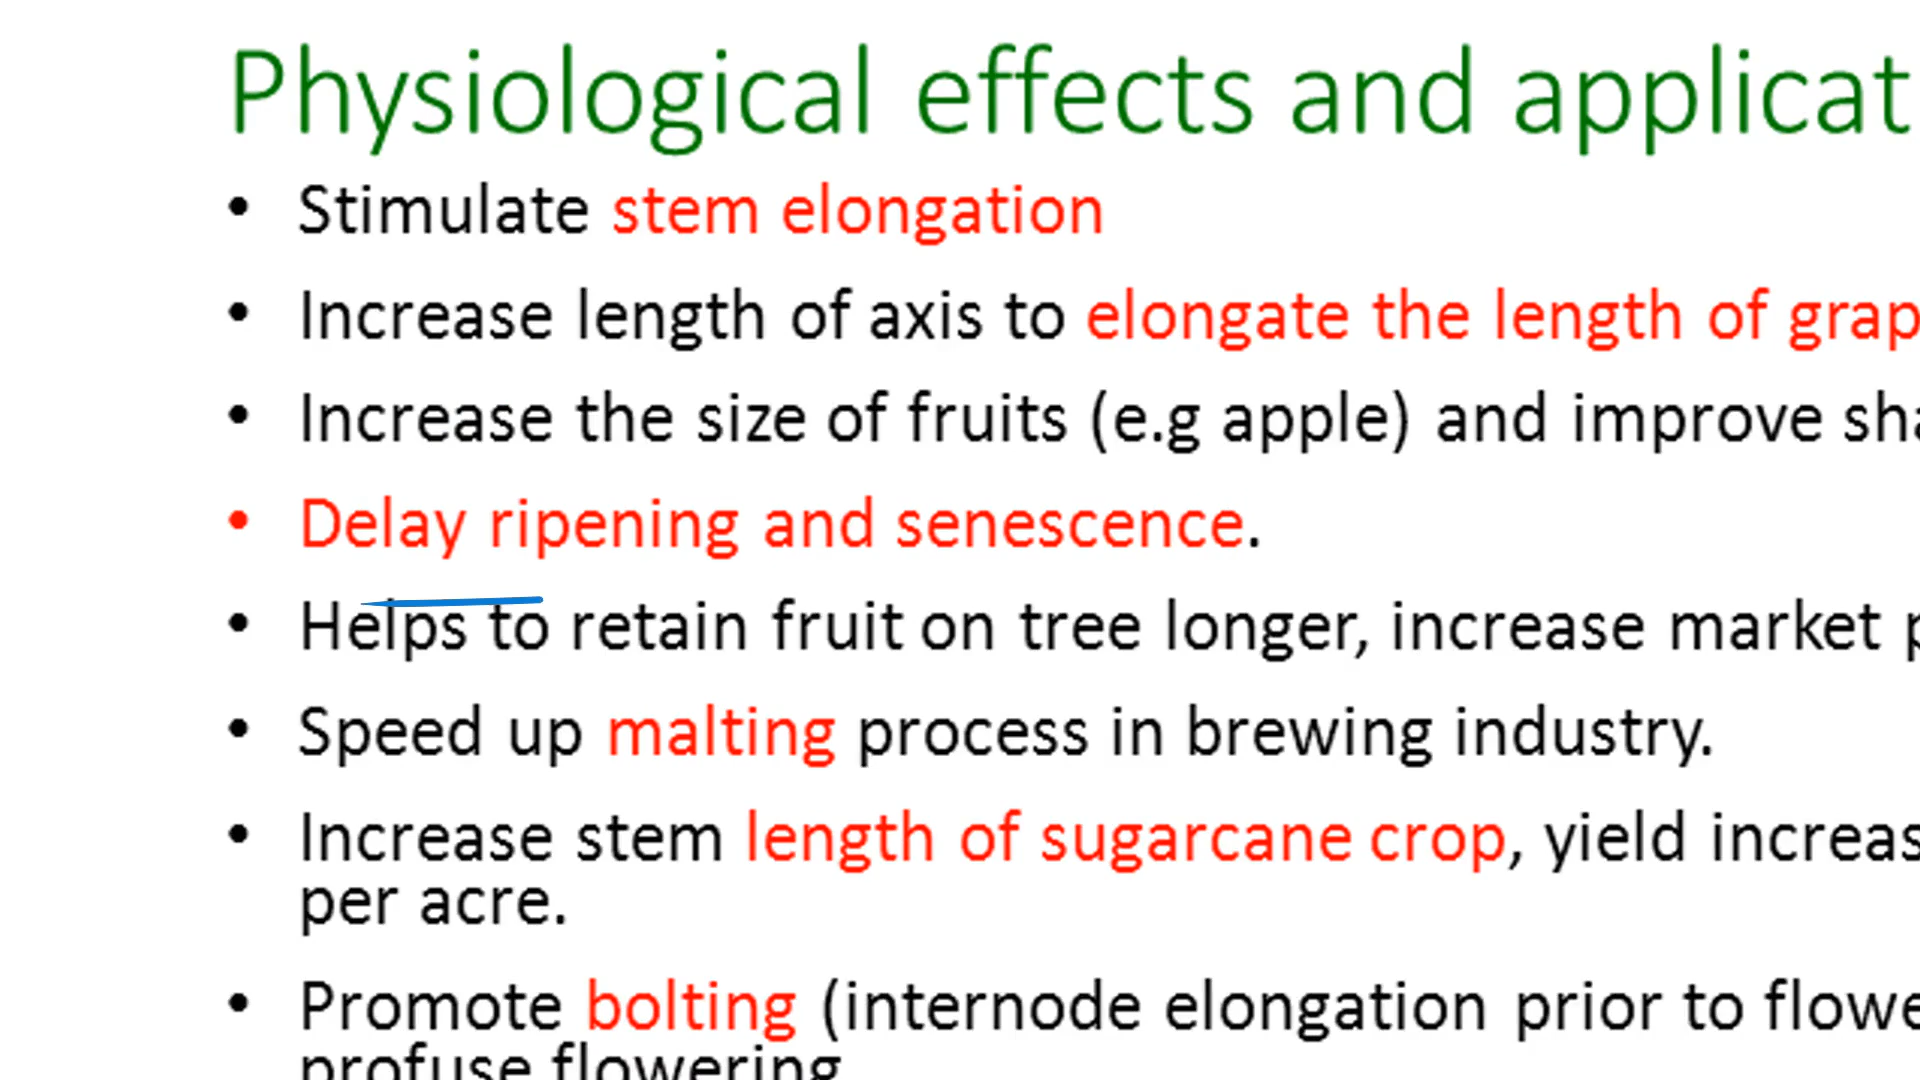 Physiological effects and applicat
• Stimulate stem elongation
• Increase length of axis to elongate the length of grap
• Increase the size of fruits (e.g apple) and improve sha
• Delay ripening and senescence.
• Helps to retain fruit on tree longer, increase market p
• Speed up malting process in brewing industry.
• Increase stem length of sugarcane crop, yield increas
per acre.
• Promote bolting (internode elongation prior to flowe
profuse flowering